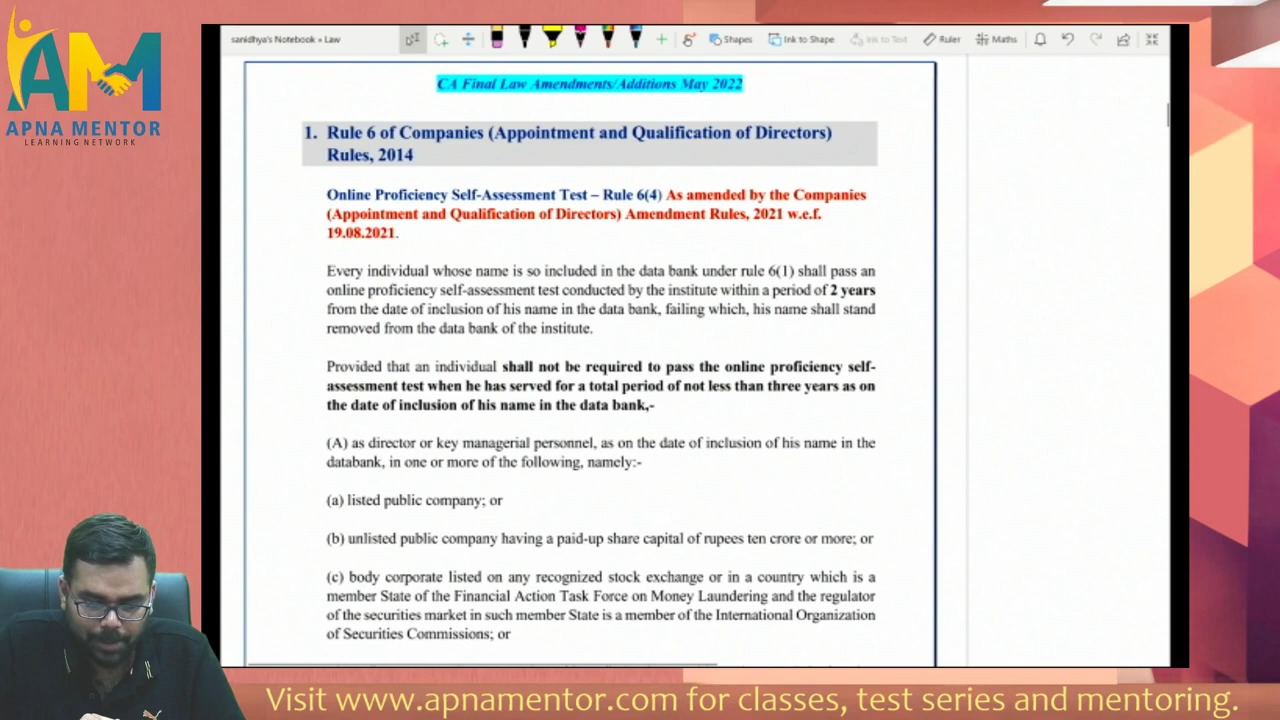 AM
APNA MENTOR
LEARNING NETWORK
sanidhya's Notebook » Law
Shapes
Ink to Shape
Ink to Text
Ruler
Maths
CA Final Law Amendments/Additions May 2022
1. Rule 6 of Companies (Appointment and Qualification of Directors)
Rules, 2014
Online Proficiency Self-Assessment Test – Rule 6(4) As amended by the Companies
(Appointment and Qualification of Directors) Amendment Rules, 2021 w.e.f.
19.08.2021.
Every individual whose name is so included in the data bank under rule 6(1) shall pass an
online proficiency self-assessment test conducted by the institute within a period of 2 years
from the date of inclusion of his name in the data bank, failing which, his name shall stand
removed from the data bank of the institute.
Provided that an individual shall not be required to pass the online proficiency self-
assessment test when he has served for a total period of not less than three years as on
the date of inclusion of his name in the data bank,-
(A) as director or key managerial personnel, as on the date of inclusion of his name in the
databank, in one or more of the following, namely:-
(a) listed public company; or
(b) unlisted public company having a paid-up share capital of rupees ten crore or more; or
(c) body corporate listed on any recognized stock exchange or in a country which is a
member State of the Financial Action Task Force on Money Laundering and the regulator
of the securities market in such member State is a member of the International Organization
of Securities Commissions; or
Visit www.apnamentor.com for classes, test series and mentoring.